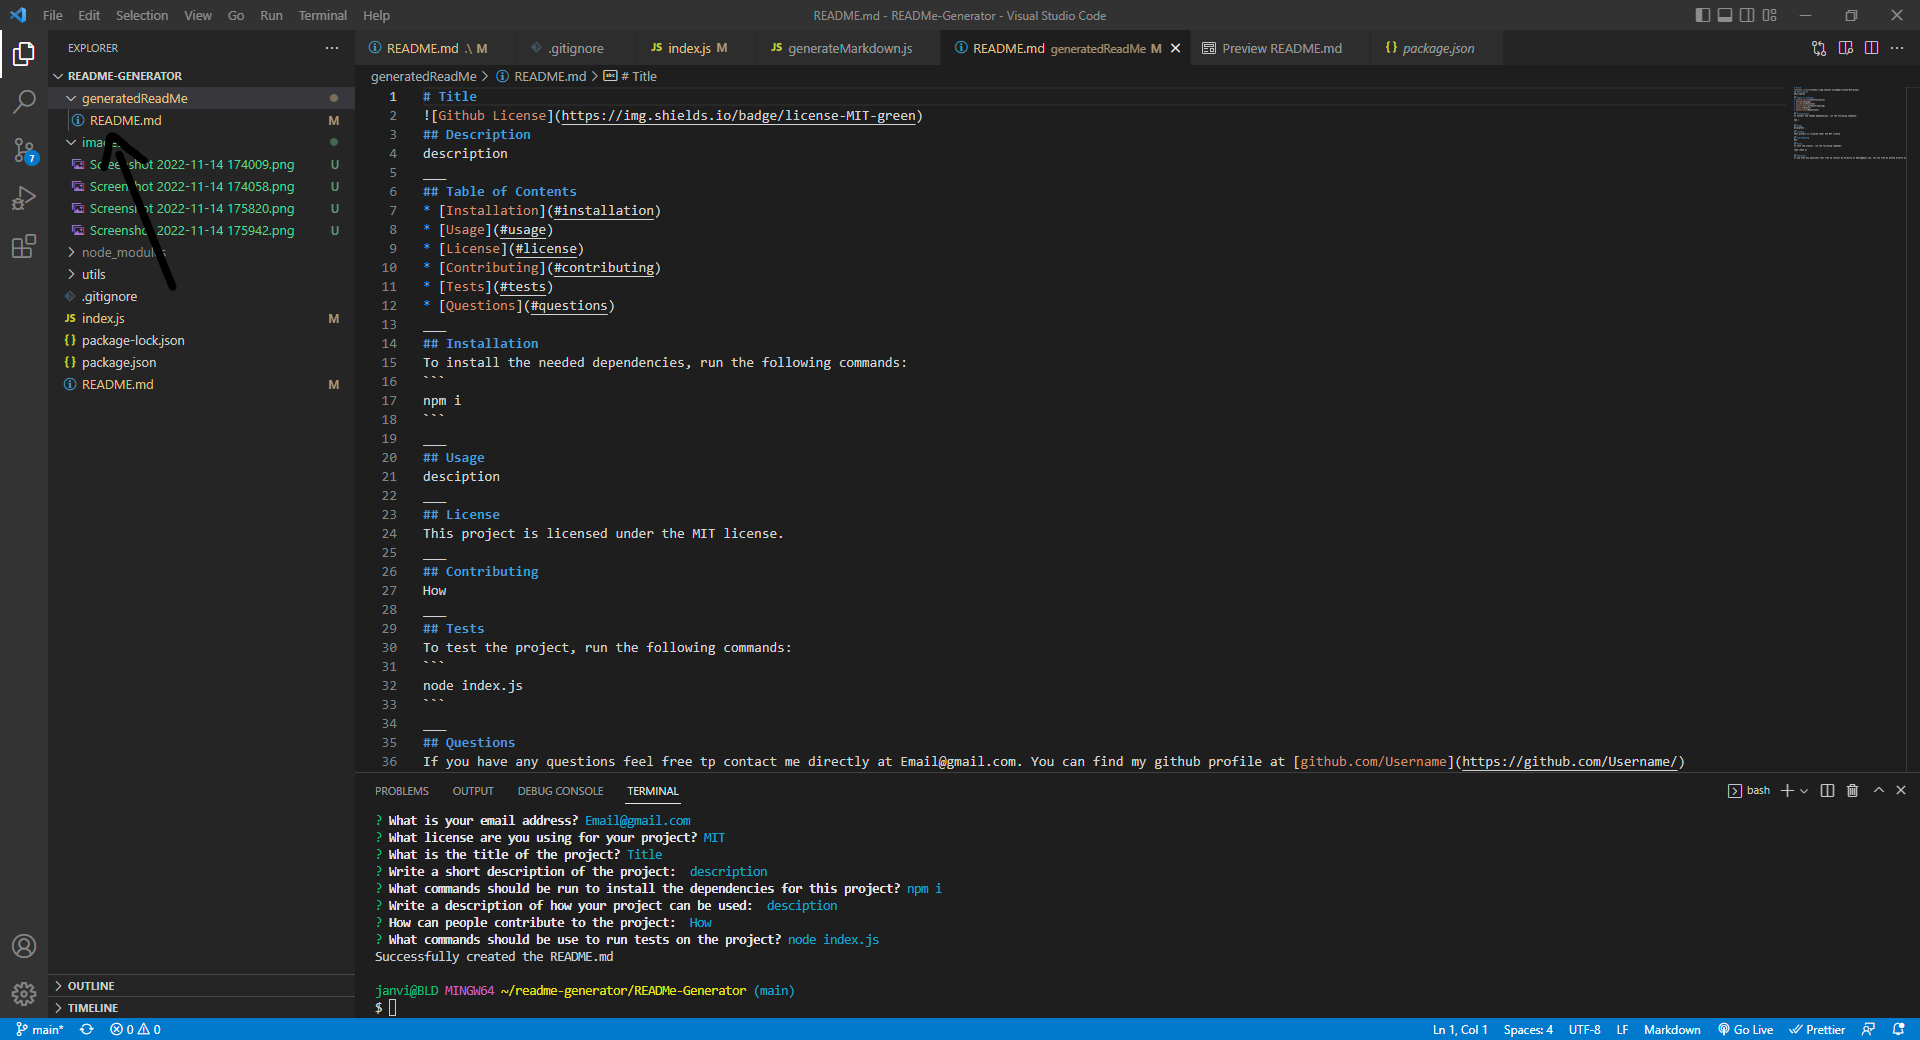 File Edit Selection View Go Run Terminal Help
README.md - READMe-Generator - Visual Studio Code
EXPLORER
README-GENERATOR
generatedReadMe
README.md M
Screenshot 2022-11-14 174009.png U
Screenshot 2022-11-14 174058.png U
Screenshot 2022-11-14 175820.png U
Screenshot 2022-11-14 175942.png U
utils
.gitignore
JS index.js M
{} package-lock.json
{} package.json
README.md M
OUTLINE
TIMELINE
7
README.md .\ M
.gitignore
JS index.js M
JS generateMarkdown.js
README.md generatedReadMe M
Preview README.md
{} package.json
generatedReadMe > README.md > # Title
1 # Title
2 ![Github License](https://img.shields.io/badge/license-MIT-green)
3 ## Description
4 description
5 ___
6 ## Table of Contents
7 * [Installation](#installation)
8 * [Usage](#usage)
9 * [License](#license)
10 * [Contributing](#contributing)
11 * [Tests](#tests)
12 * [Questions](#questions)
13 ___
14 ## Installation
15 To install the needed dependencies, run the following commands:
16 ```
17 npm i
18 ```
19 ___
20 ## Usage
21 desciption
22 ___
23 ## License
24 This project is licensed under the MIT license.
25 ___
26 ## Contributing
27 How
28 ___
29 ## Tests
30 To test the project, run the following commands:
31 ```
32 node index.js
33 ```
34 ___
35 ## Questions
36 If you have any questions feel free tp contact me directly at Email@gmail.com. You can find my github profile at [github.com/Username](https://github.com/Username/)
PROBLEMS OUTPUT DEBUG CONSOLE TERMINAL
bash
? What is your email address? Email@gmail.com
? What license are you using for your project? MIT
? What is the title of the project? Title
? Write a short description of the project: description
? What commands should be run to install the dependencies for this project? npm i
? Write a description of how your project can be used: desciption
? How can people contribute to the project: How
? What commands should be use to run tests on the project? node index.js
Successfully created the README.md
janvi@BLD MINGW64 ~/readme-generator/READMe-Generator (main)
$
main* 0 0
Ln 1, Col 1 Spaces: 4 UTF-8 LF Markdown Go Live Prettier